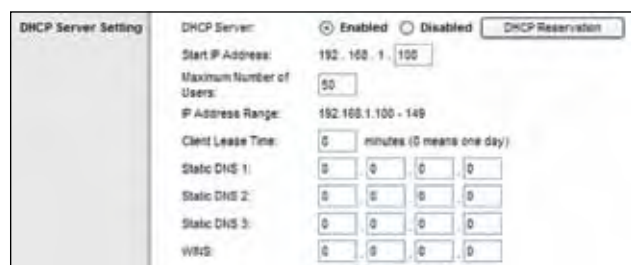 DHCP Server Setting
DHCP Server: Enabled Disabled DHCP Reservation
Start IP Address: 192 . 168 . 1 . 100
Maximum Number of Users: 50
IP Address Range: 192.168.1.100 - 149
Client Lease Time: 0 minutes (0 means one day)
Static DNS 1: 0 . 0 . 0 . 0
Static DNS 2: 0 . 0 . 0 . 0
Static DNS 3: 0 . 0 . 0 . 0
WINS: 0 . 0 . 0 . 0